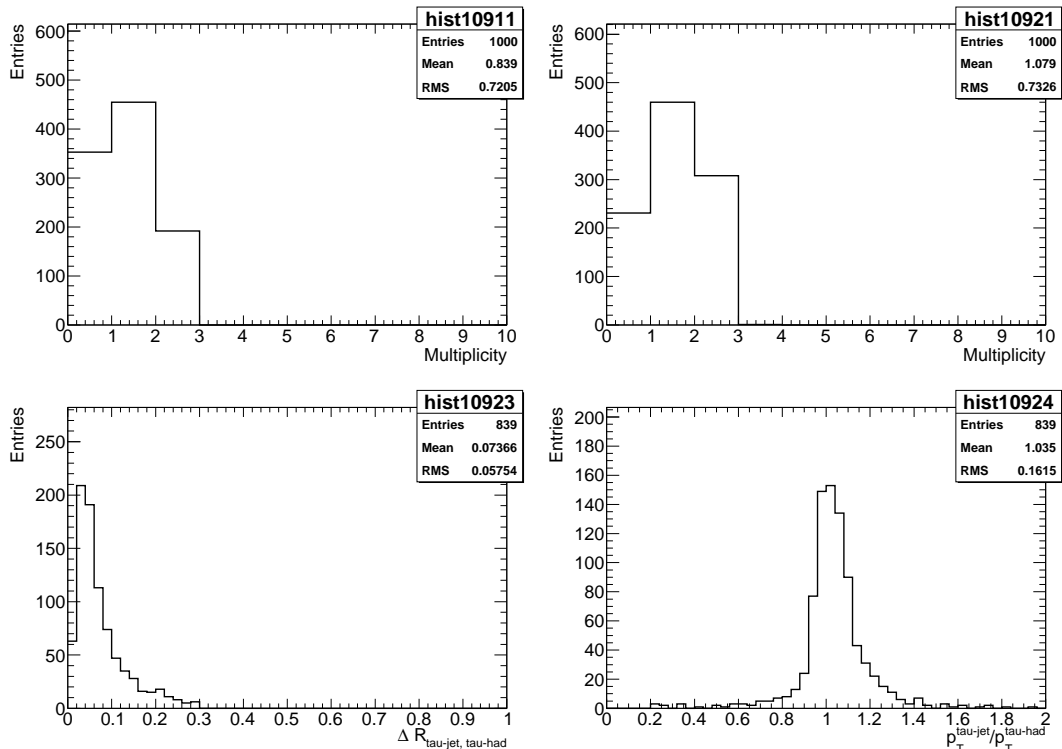 hist10911
Entries 1000
Mean 0.839
RMS 0.7205
Entries
600
500
400
300
200
100
0
0 1 2 3 4 5 6 7 8 9 10
Multiplicity
hist10921
Entries 1000
Mean 1.079
RMS 0.7326
Entries
600
500
400
300
200
100
0
0 1 2 3 4 5 6 7 8 9 10
Multiplicity
hist10923
Entries 839
Mean 0.07366
RMS 0.05754
Entries
250
200
150
100
50
0
0 0.1 0.2 0.3 0.4 0.5 0.6 0.7 0.8 0.9 1
Δ R tau-jet, tau-had
hist10924
Entries 839
Mean 1.035
RMS 0.1615
Entries
200
180
160
140
120
100
80
60
40
20
0
0 0.2 0.4 0.6 0.8 1 1.2 1.4 1.6 1.8 2
p_T^tau-jet/p_T^tau-had